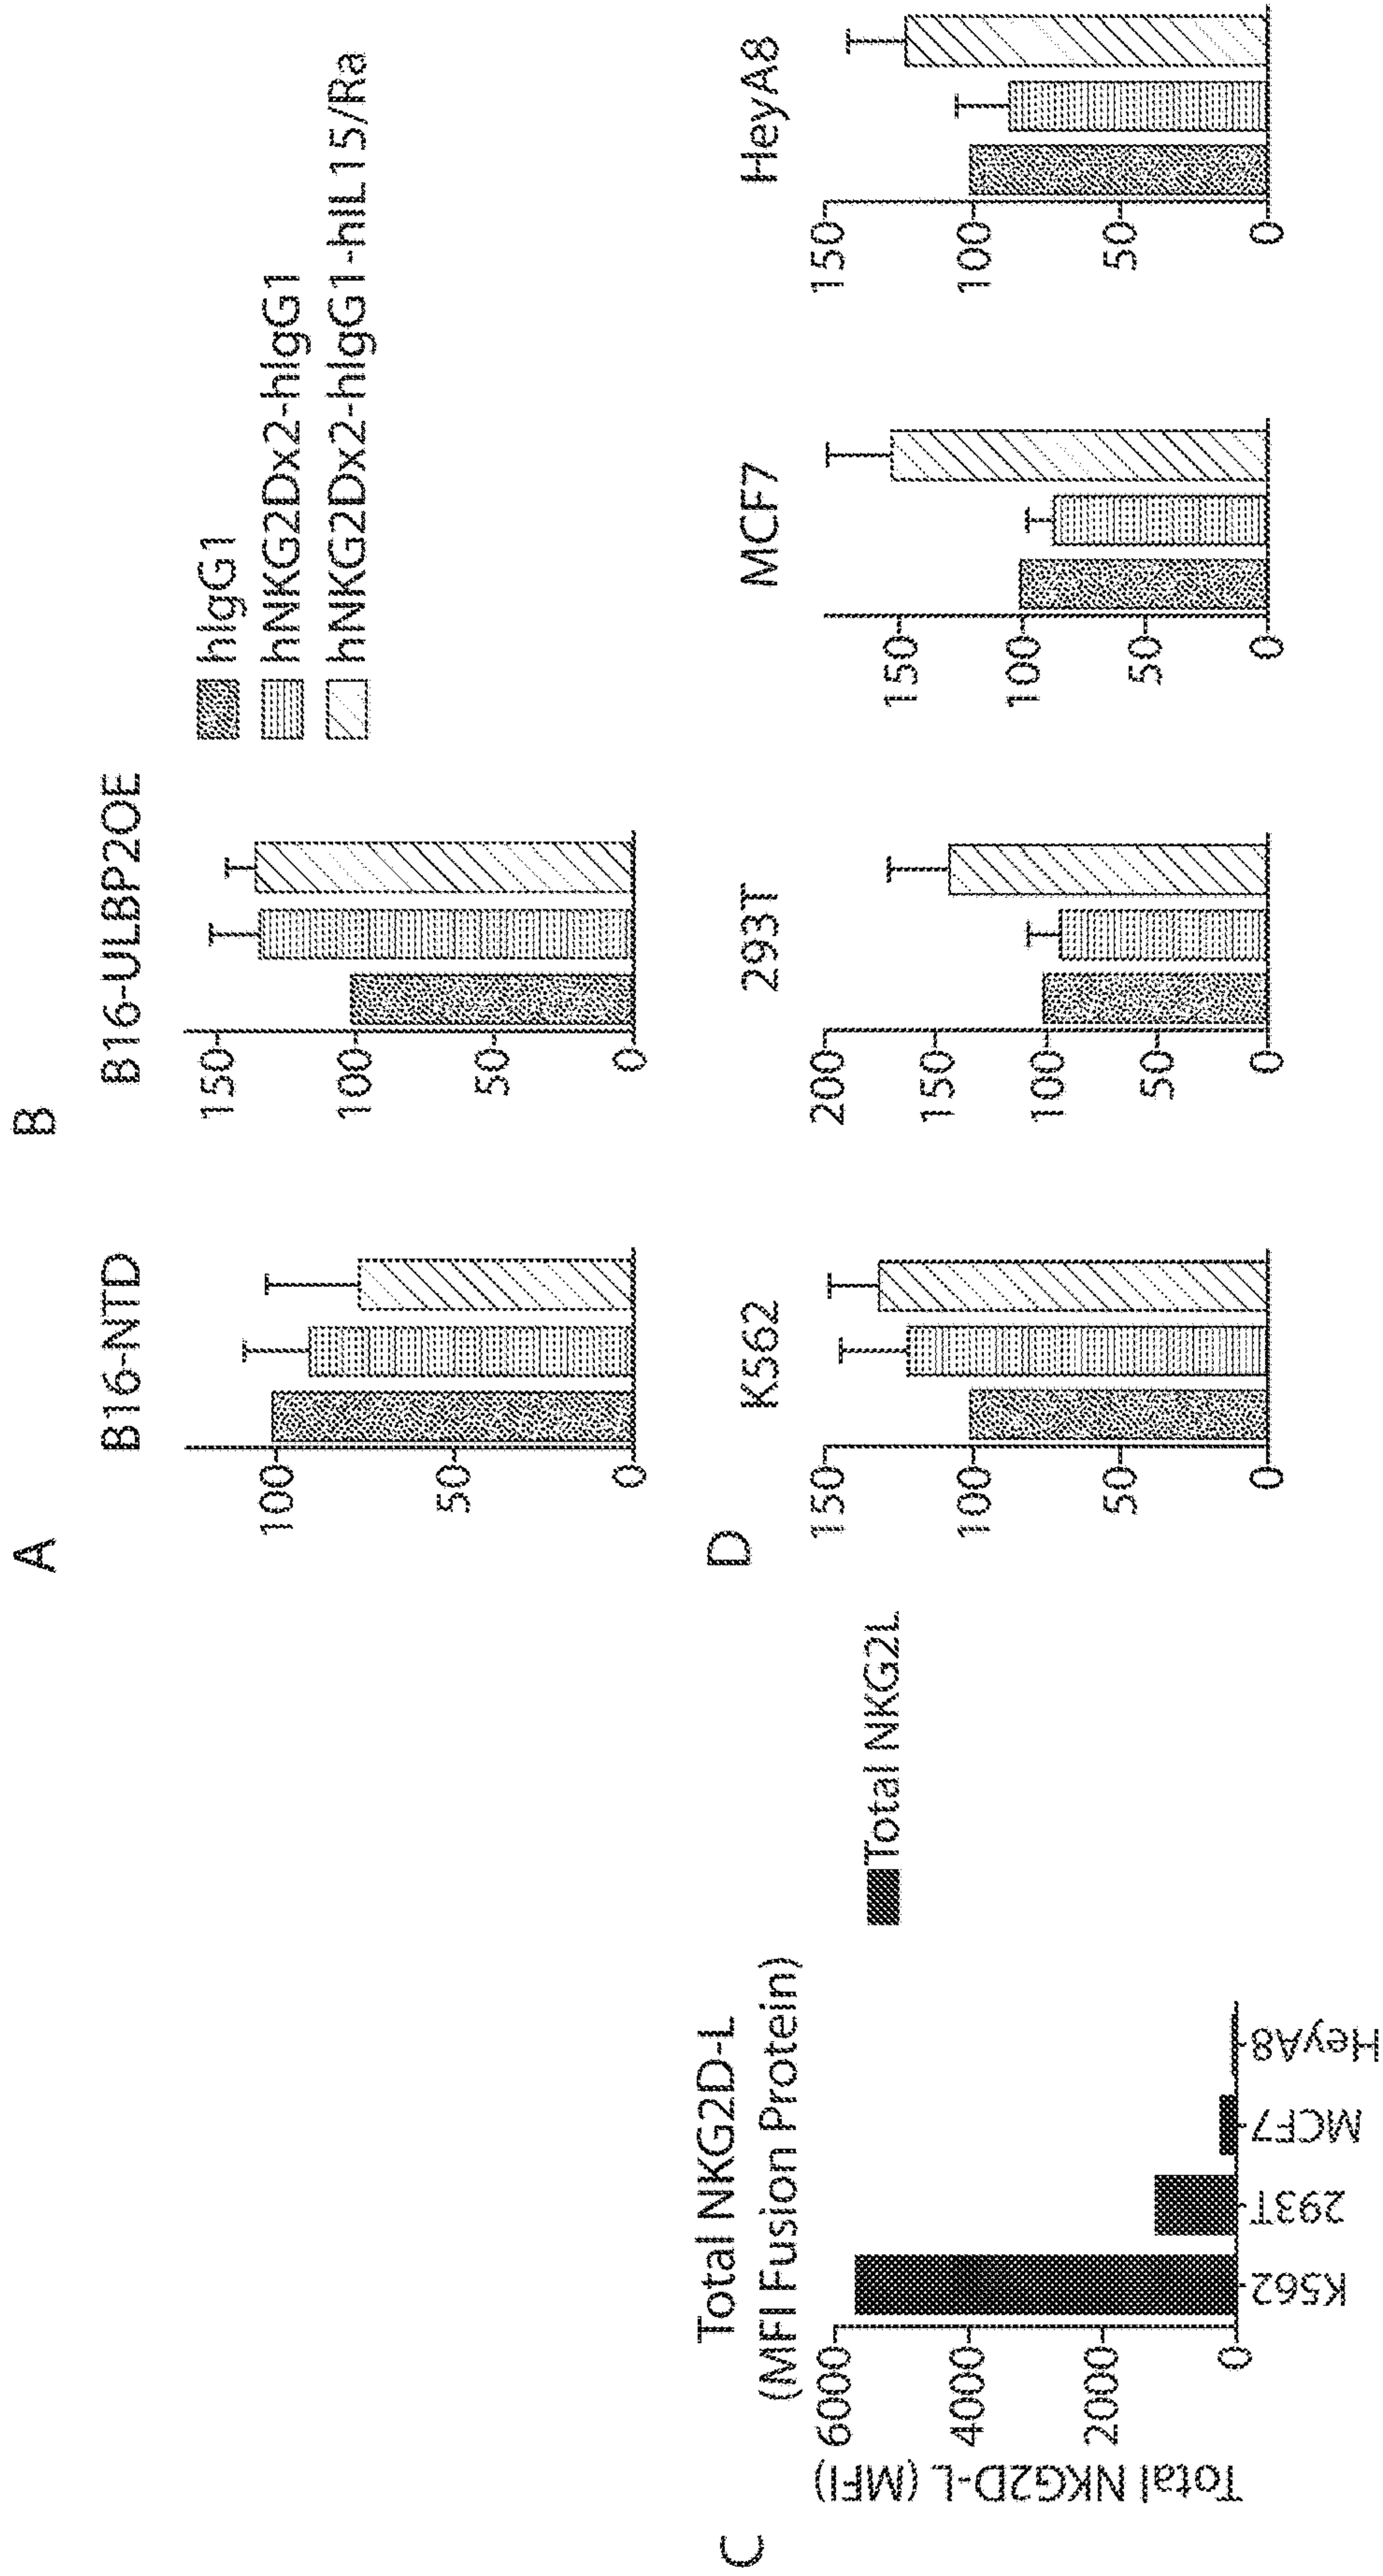 A
B16-NTD
100
50
0
B
B16-ULBP2OE
150
100
50
0
hIgG1
hNKG2Dx2-hIgG1
hNKG2Dx2-hIgG1-hIL15/Ra
C
Total NKG2D-L
(MFI Fusion Protein)
Total NKG2D-L (MFI)
6000
4000
2000
0
K562
293T
MCF7
HeyA8
Total NKG2L
D
K562
150
100
50
0
293T
200
150
100
50
0
MCF7
150
100
50
0
HeyA8
150
100
50
0